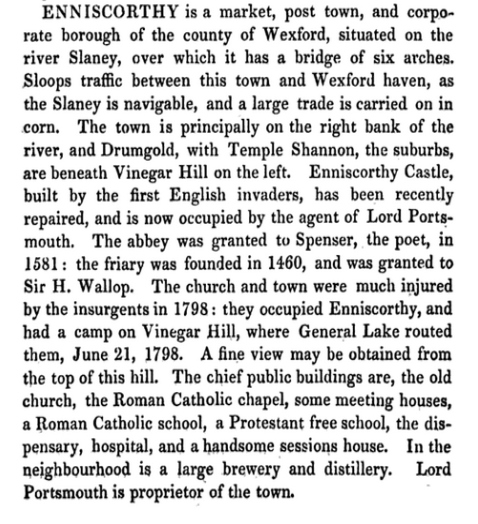 ENNISCORTHY is a market, post town, and corpo-
rate borough of the county of Wexford, situated on the
river Slaney, over which it has a bridge of six arches.
Sloops traffic between this town and Wexford haven, as
the Slaney is navigable, and a large trade is carried on in
corn. The town is principally on the right bank of the
river, and Drumgold, with Temple Shannon, the suburbs,
are beneath Vinegar Hill on the left. Enniscorthy Castle,
built by the first English invaders, has been recently
repaired, and is now occupied by the agent of Lord Ports-
mouth. The abbey was granted to Spenser, the poet, in
1581: the friary was founded in 1460, and was granted to
Sir H. Wallop. The church and town were much injured
by the insurgents in 1798: they occupied Enniscorthy, and
had a camp on Vinegar Hill, where General Lake routed
them, June 21, 1798. A fine view may be obtained from
the top of this hill. The chief public buildings are, the old
church, the Roman Catholic chapel, some meeting houses,
a Roman Catholic school, a Protestant free school, the dis-
pensary, hospital, and a handsome sessions house. In the
neighbourhood is a large brewery and distillery. Lord
Portsmouth is proprietor of the town.